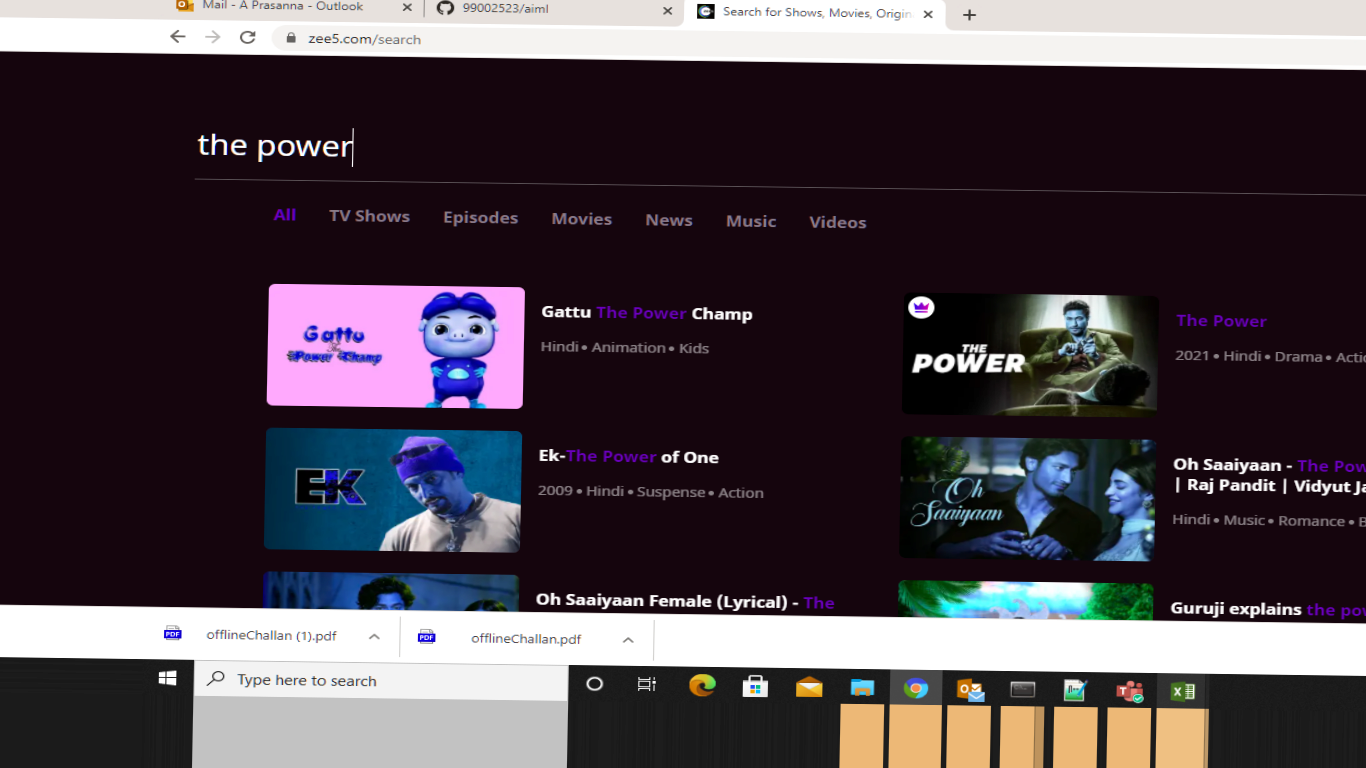 Mail - A Prasanna - Outlook
99002523/aiml
Search for Shows, Movies, Origin
zee5.com/search
the power
All TV Shows Episodes Movies News Music Videos
Gattu The Power Champ
Gattu The Power Champ
Hindi • Animation • Kids
THE POWER
The Power
2021 • Hindi • Drama • Actio
EK
Ek-The Power of One
2009 • Hindi • Suspense • Action
Oh Saaiyaan
Oh Saaiyaan - The Pow
| Raj Pandit | Vidyut Ja
Hindi • Music • Romance • B
Oh Saaiyaan Female (Lyrical) - The
Guruji explains the pow
PDF offlineChallan (1).pdf
PDF offlineChallan.pdf
Type here to search